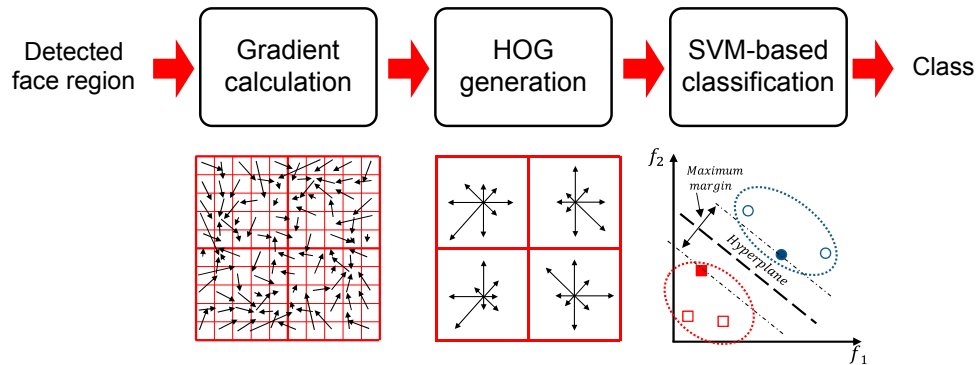 Detected
face region
Gradient
calculation
HOG
generation
SVM-based
classification
Class
f₂
Maximum
margin
Hyperplane
f₁